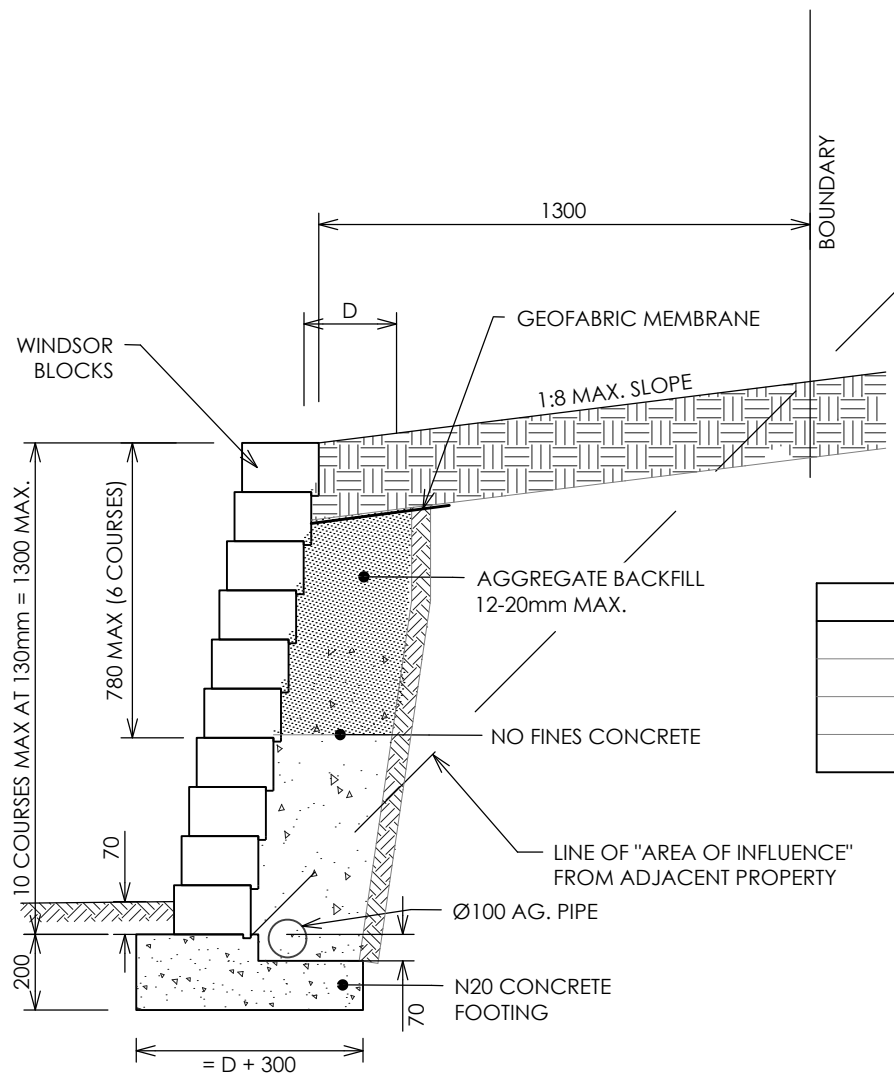 BOUNDARY
1300
D
GEOFABRIC MEMBRANE
WINDSOR
BLOCKS
1:8 MAX. SLOPE
10 COURSES MAX AT 130mm = 1300 MAX.
780 MAX (6 COURSES)
AGGREGATE BACKFILL
12-20mm MAX.
NO FINES CONCRETE
70
LINE OF "AREA OF INFLUENCE"
FROM ADJACENT PROPERTY
Ø100 AG. PIPE
200
N20 CONCRETE
FOOTING
70
= D + 300